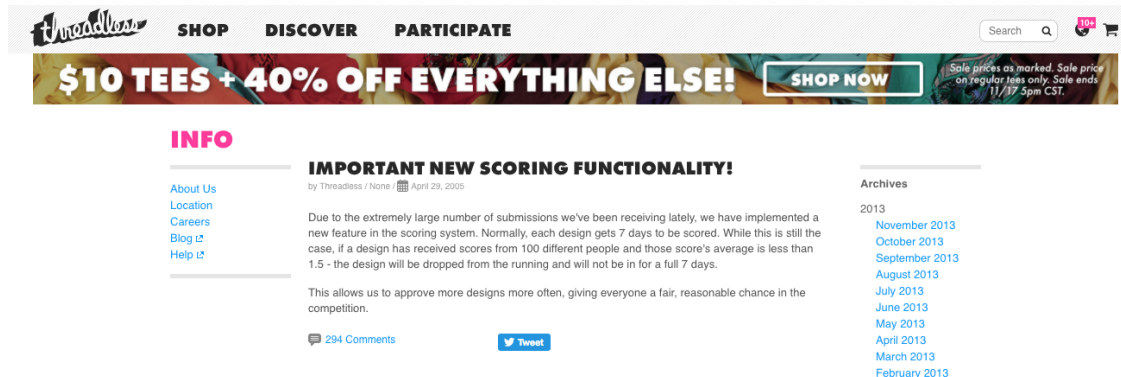 threadless
SHOP DISCOVER PARTICIPATE
Search
10+
$10 TEES + 40% OFF EVERYTHING ELSE!
SHOP NOW
Sale prices as marked. Sale price
on regular tees only. Sale ends
11/17 5pm CST.
INFO
About Us
Location
Careers
Blog
Help
IMPORTANT NEW SCORING FUNCTIONALITY!
by Threadless / None / April 29, 2005
Due to the extremely large number of submissions we've been receiving lately, we have implemented a
new feature in the scoring system. Normally, each design gets 7 days to be scored. While this is still the
case, if a design has received scores from 100 different people and those score's average is less than
1.5 - the design will be dropped from the running and will not be in for a full 7 days.
This allows us to approve more designs more often, giving everyone a fair, reasonable chance in the
competition.
294 Comments
Tweet
Archives
2013
November 2013
October 2013
September 2013
August 2013
July 2013
June 2013
May 2013
April 2013
March 2013
February 2013